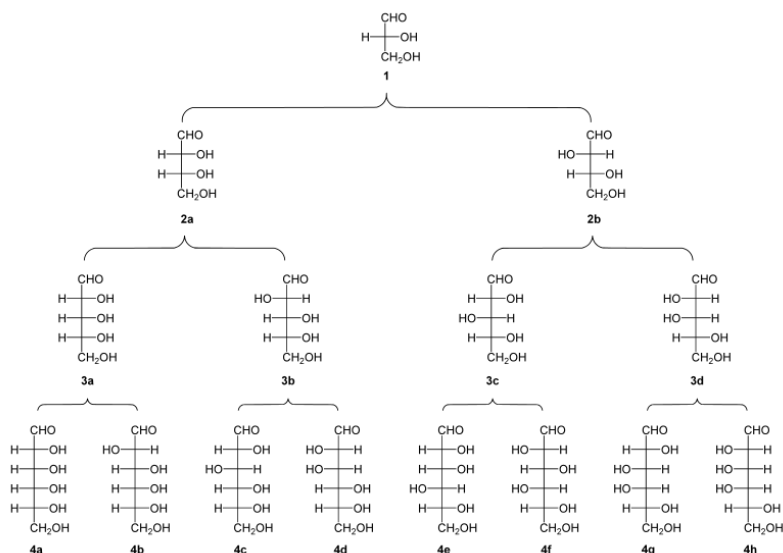 CHO
H OH
CH₂OH
1
CHO
H OH
H OH
CH₂OH
2a
CHO
HO H
H OH
CH₂OH
2b
CHO
H OH
H OH
H OH
CH₂OH
3a
CHO
HO H
H OH
H OH
CH₂OH
3b
CHO
H OH
HO H
H OH
CH₂OH
3c
CHO
HO H
HO H
H OH
CH₂OH
3d
CHO
H OH
H OH
H OH
H OH
CH₂OH
4a
CHO
HO H
H OH
H OH
H OH
CH₂OH
4b
CHO
H OH
HO H
H OH
H OH
CH₂OH
4c
CHO
HO H
HO H
H OH
H OH
CH₂OH
4d
CHO
H OH
H OH
HO H
H OH
CH₂OH
4e
CHO
HO H
H OH
HO H
H OH
CH₂OH
4f
CHO
H OH
HO H
HO H
H OH
CH₂OH
4g
CHO
HO H
HO H
HO H
H OH
CH₂OH
4h